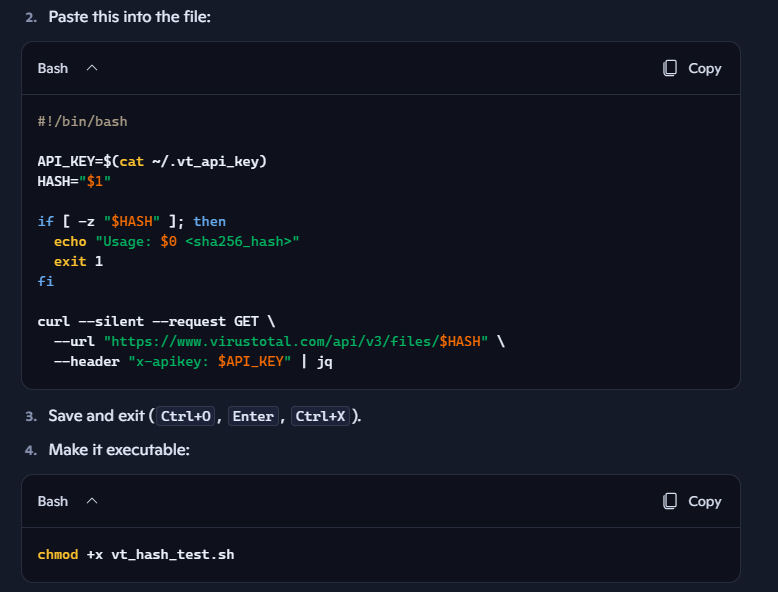 2. Paste this into the file:
Bash
Copy
#!/bin/bash
API_KEY=$(cat ~/.vt_api_key)
HASH="$1"
if [ -z "$HASH" ]; then
echo "Usage: $0 <sha256_hash>"
exit 1
fi
curl --silent --request GET \
--url "https://www.virustotal.com/api/v3/files/$HASH" \
--header "x-apikey: $API_KEY" | jq
3. Save and exit (Ctrl+O, Enter, Ctrl+X).
4. Make it executable:
Bash
Copy
chmod +x vt_hash_test.sh